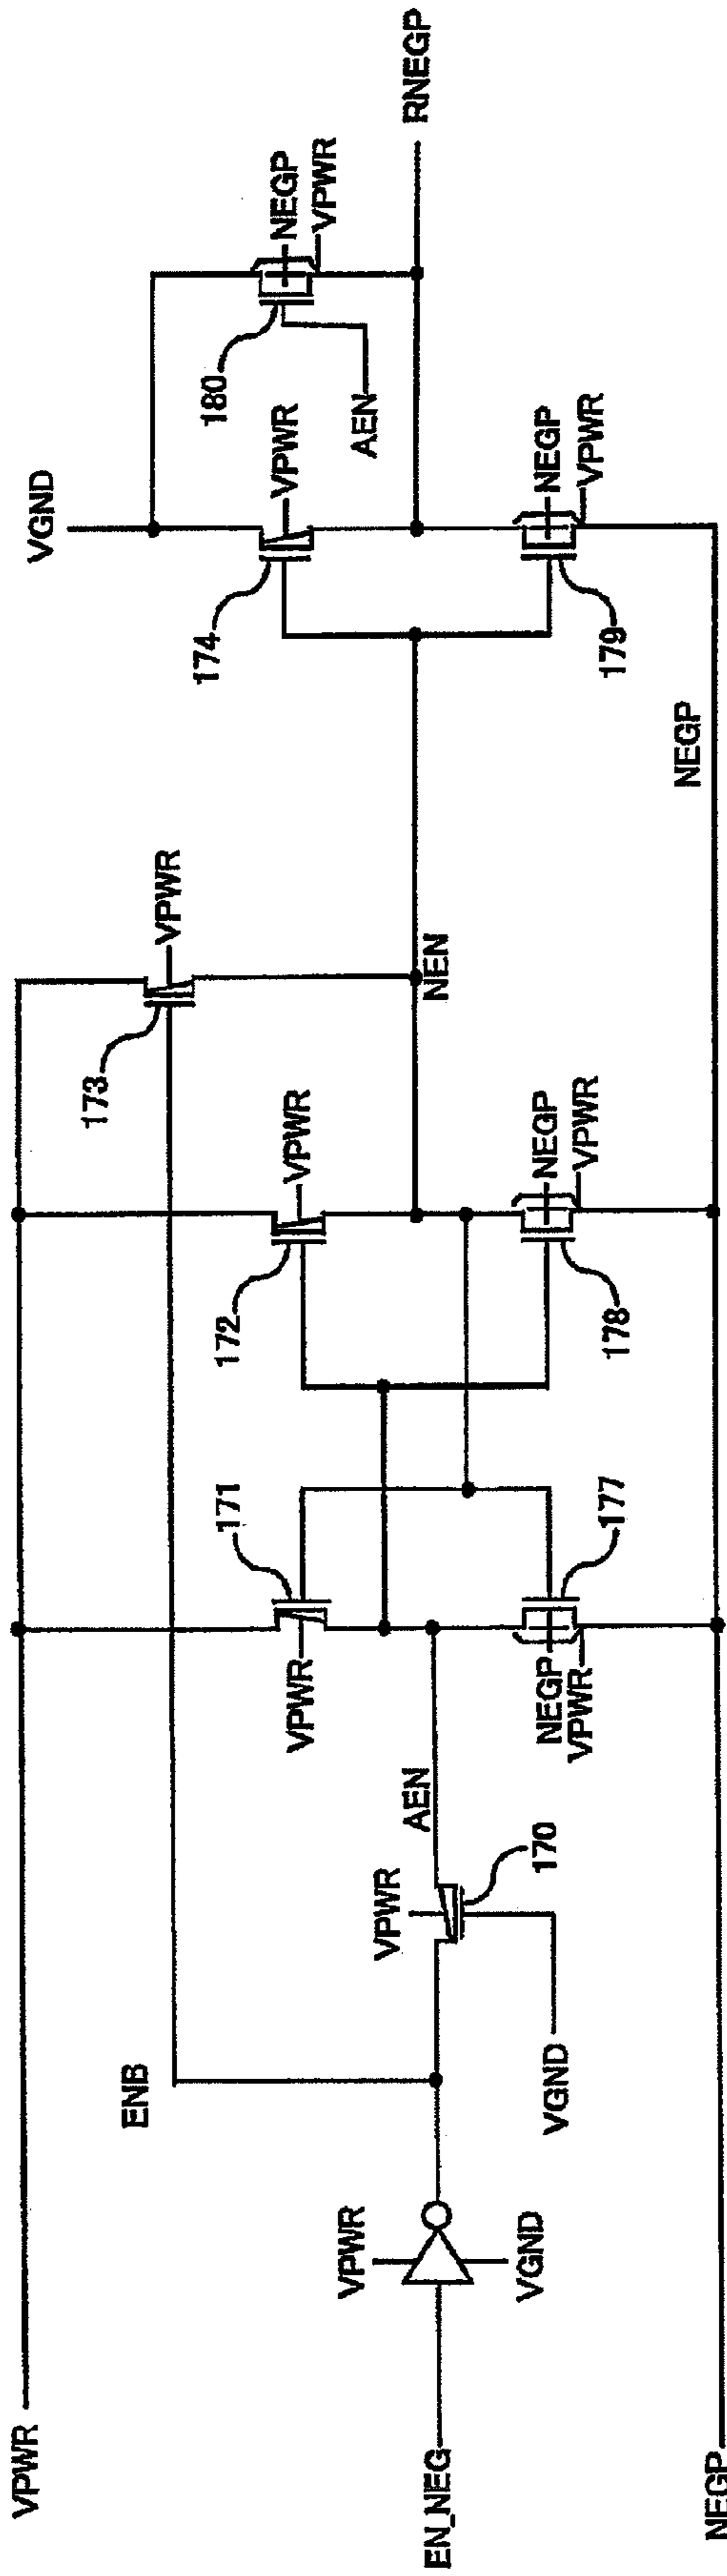 VPWR
EN_NEG
VPWR
VGND
ENB
VPWR
170
VGND
AEN
171
VPWR
NEGP
VPWR
177
172
VPWR
NEGP
VPWR
178
173
VPWR
NEN
NEGP
VGND
174
VPWR
180
NEGP
VPWR
AEN
NEGP
VPWR
179
RNEGP
NEGP